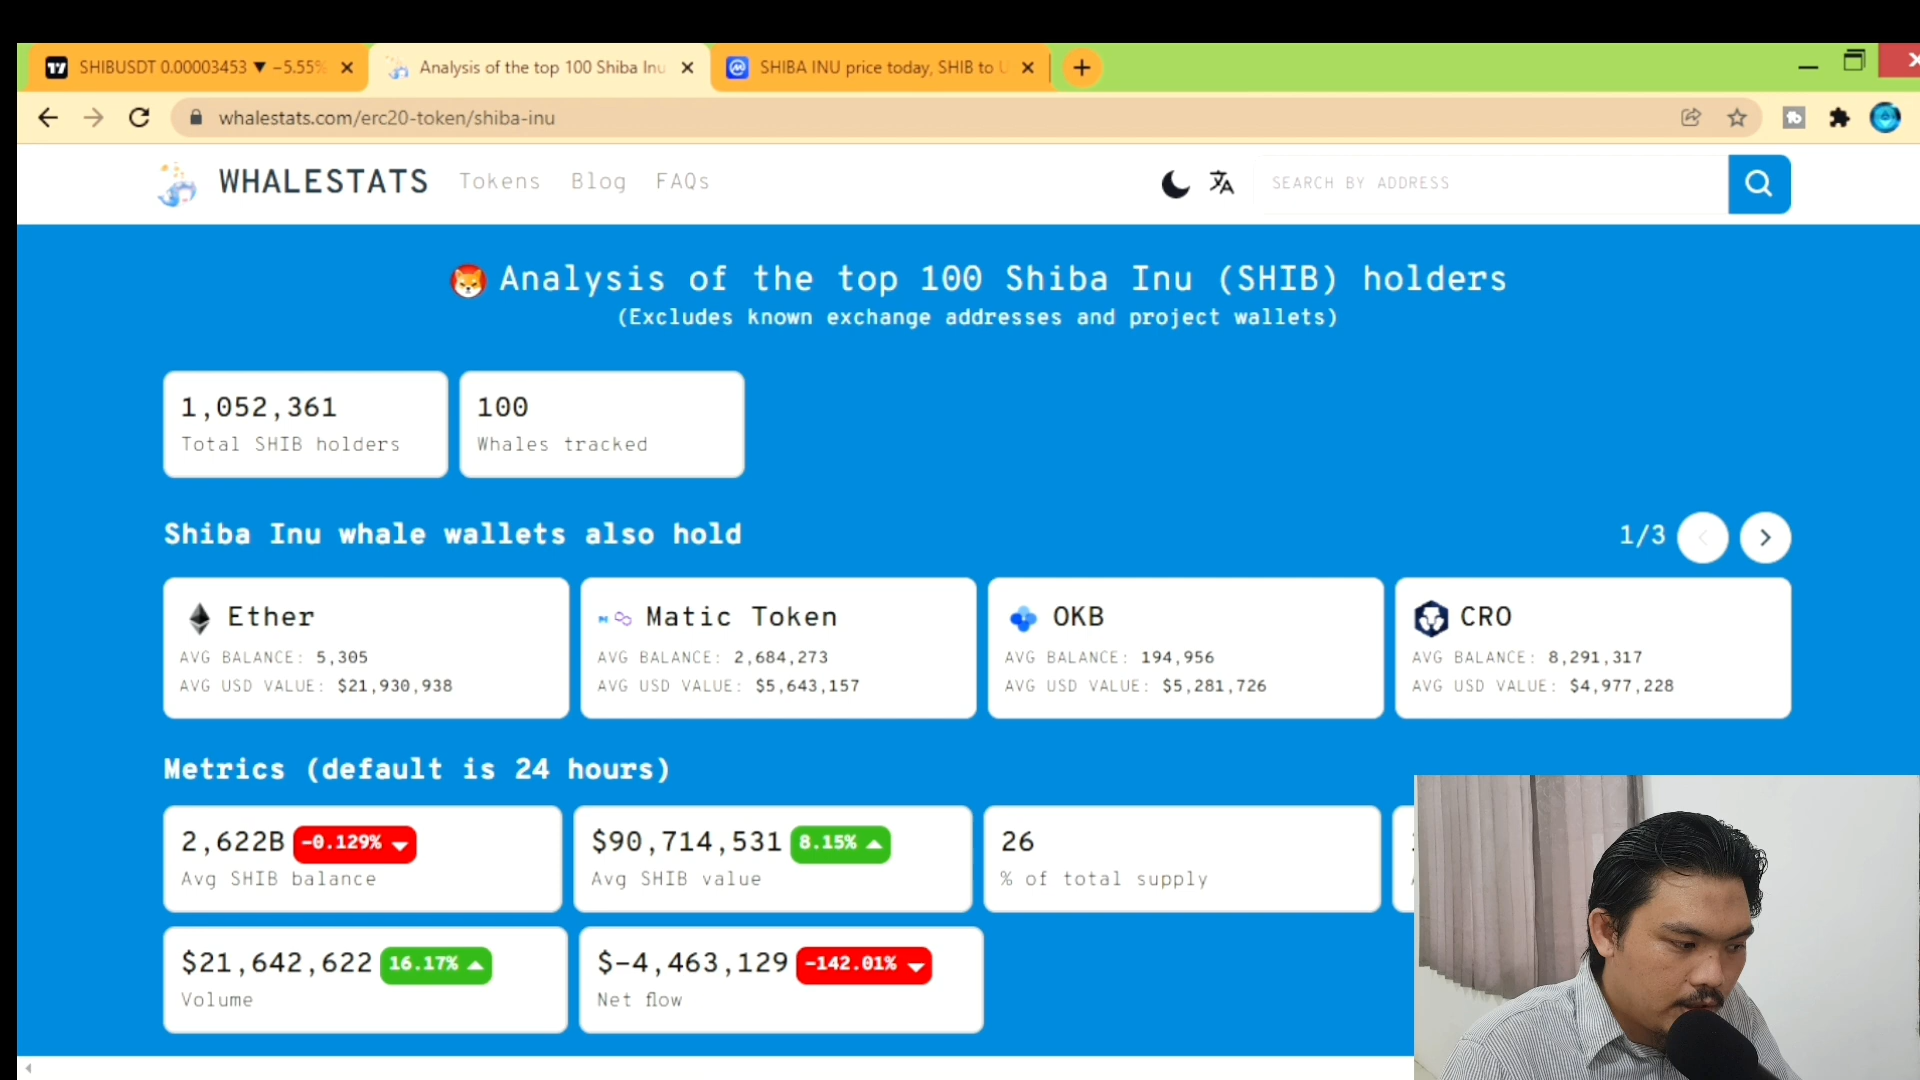 SHIBUSDT 0.00003453 ▼ −5.55%
Analysis of the top 100 Shiba Inu
SHIBA INU price today, SHIB to U
whalestats.com/erc20-token/shiba-inu
WHALESTATS
Tokens
Blog
FAQs
SEARCH BY ADDRESS
Analysis of the top 100 Shiba Inu (SHIB) holders
(Excludes known exchange addresses and project wallets)
1,052,361
Total SHIB holders
100
Whales tracked
Shiba Inu whale wallets also hold
1/3
Ether
AVG BALANCE: 5,305
AVG USD VALUE: $21,930,938
Matic Token
AVG BALANCE: 2,684,273
AVG USD VALUE: $5,643,157
OKB
AVG BALANCE: 194,956
AVG USD VALUE: $5,281,726
CRO
AVG BALANCE: 8,291,317
AVG USD VALUE: $4,977,228
Metrics (default is 24 hours)
2,622B -0.129%
Avg SHIB balance
$90,714,531 8.15%
Avg SHIB value
26
% of total supply
$21,642,622 16.17%
Volume
$-4,463,129 -142.01%
Net flow